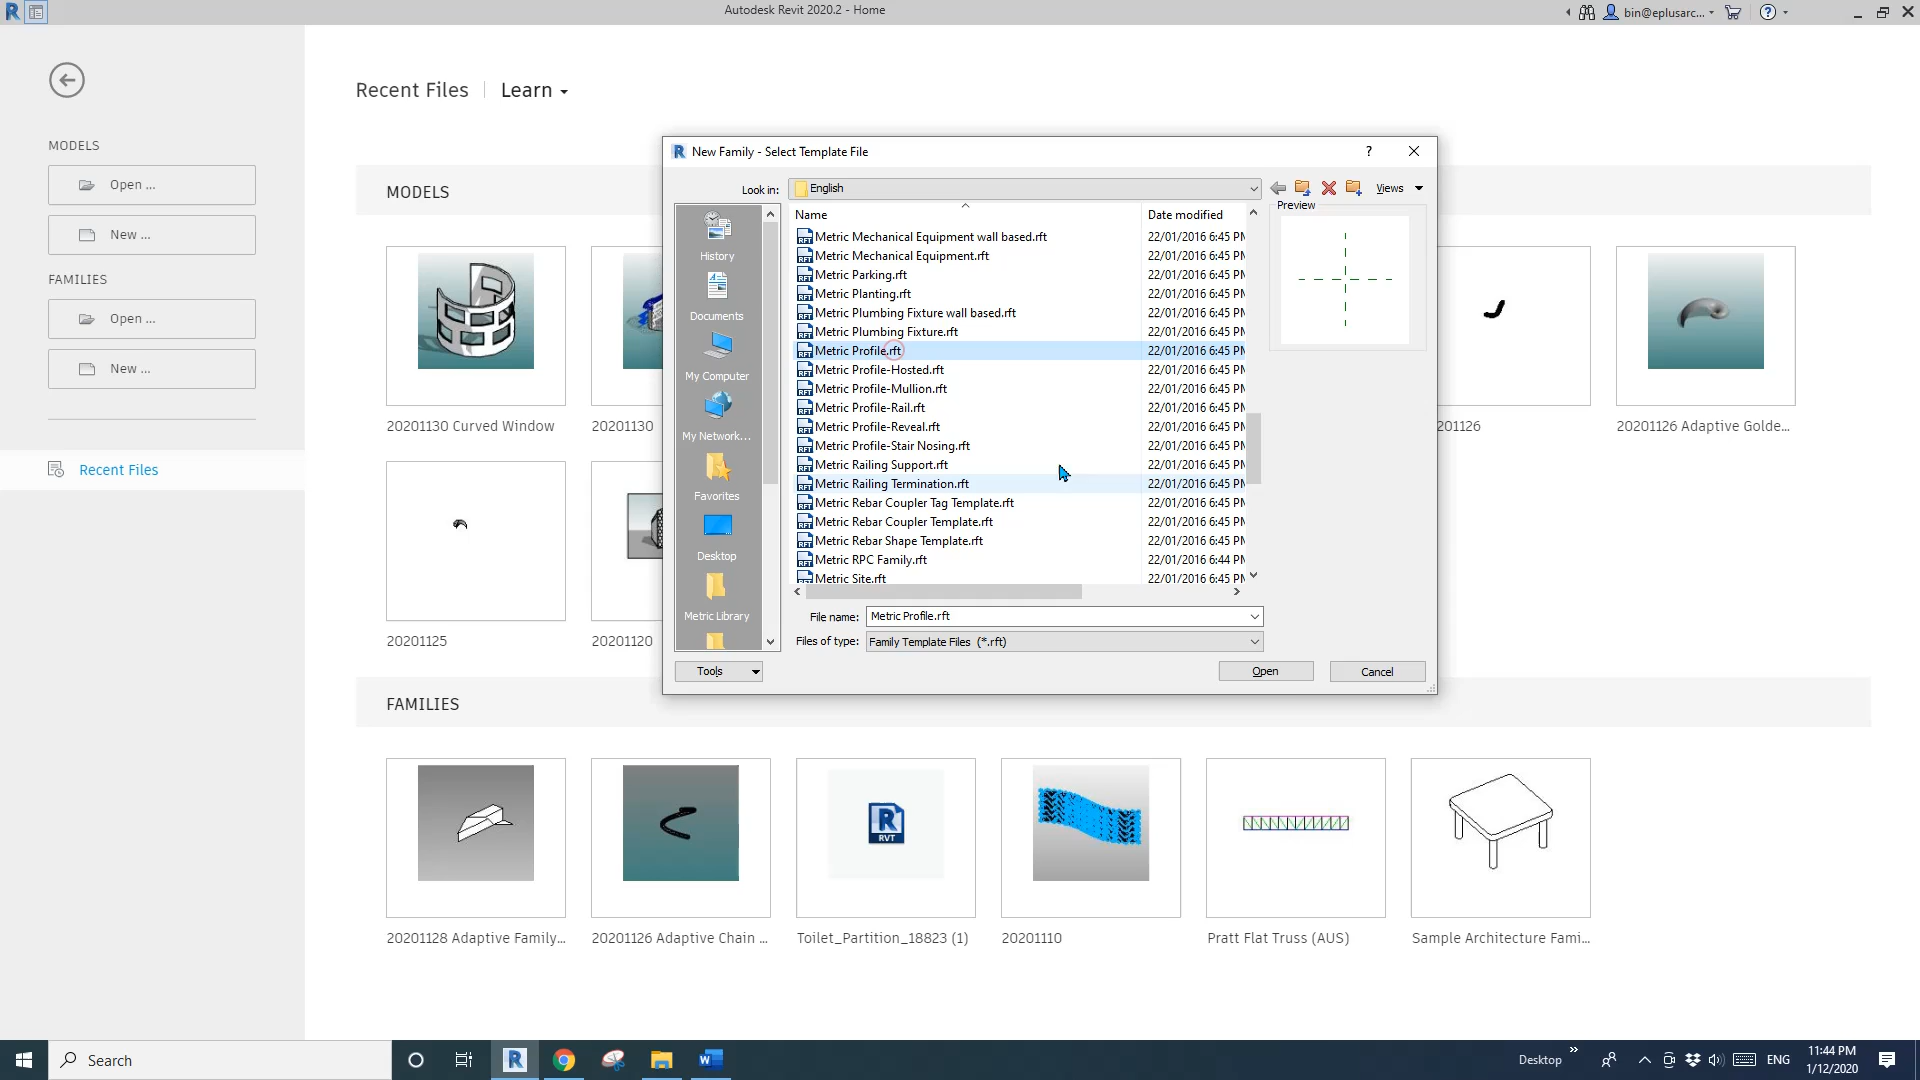 Autodesk Revit 2020.2 - Home
bin@eplusarc...
Recent Files
Learn
MODELS
Open ...
New ...
FAMILIES
Open ...
New ...
Recent Files
MODELS
20201130 Curved Window
20201130
201126
20201126 Adaptive Golde...
20201125
20201120
FAMILIES
20201128 Adaptive Family...
20201126 Adaptive Chain ...
RVT
Toilet_Partition_18823 (1)
20201110
Pratt Flat Truss (AUS)
Sample Architecture Fami...
New Family - Select Template File
Look in:
English
Views
History
Documents
My Computer
My Network...
Favorites
Desktop
Metric Library
Name
Date modified
Preview
Metric Mechanical Equipment wall based.rft 22/01/2016 6:45 PM
Metric Mechanical Equipment.rft 22/01/2016 6:45 PM
Metric Parking.rft 22/01/2016 6:45 PM
Metric Planting.rft 22/01/2016 6:45 PM
Metric Plumbing Fixture wall based.rft 22/01/2016 6:45 PM
Metric Plumbing Fixture.rft 22/01/2016 6:45 PM
Metric Profile.rft 22/01/2016 6:45 PM
Metric Profile-Hosted.rft 22/01/2016 6:45 PM
Metric Profile-Mullion.rft 22/01/2016 6:45 PM
Metric Profile-Rail.rft 22/01/2016 6:45 PM
Metric Profile-Reveal.rft 22/01/2016 6:45 PM
Metric Profile-Stair Nosing.rft 22/01/2016 6:45 PM
Metric Railing Support.rft 22/01/2016 6:45 PM
Metric Railing Termination.rft 22/01/2016 6:45 PM
Metric Rebar Coupler Tag Template.rft 22/01/2016 6:45 PM
Metric Rebar Coupler Template.rft 22/01/2016 6:45 PM
Metric Rebar Shape Template.rft 22/01/2016 6:45 PM
Metric RPC Family.rft 22/01/2016 6:44 PM
Metric Site.rft 22/01/2016 6:45 PM
File name:
Metric Profile.rft
Files of type:
Family Template Files (*.rft)
Tools
Open
Cancel
Search
Desktop
ENG
11:44 PM
1/12/2020